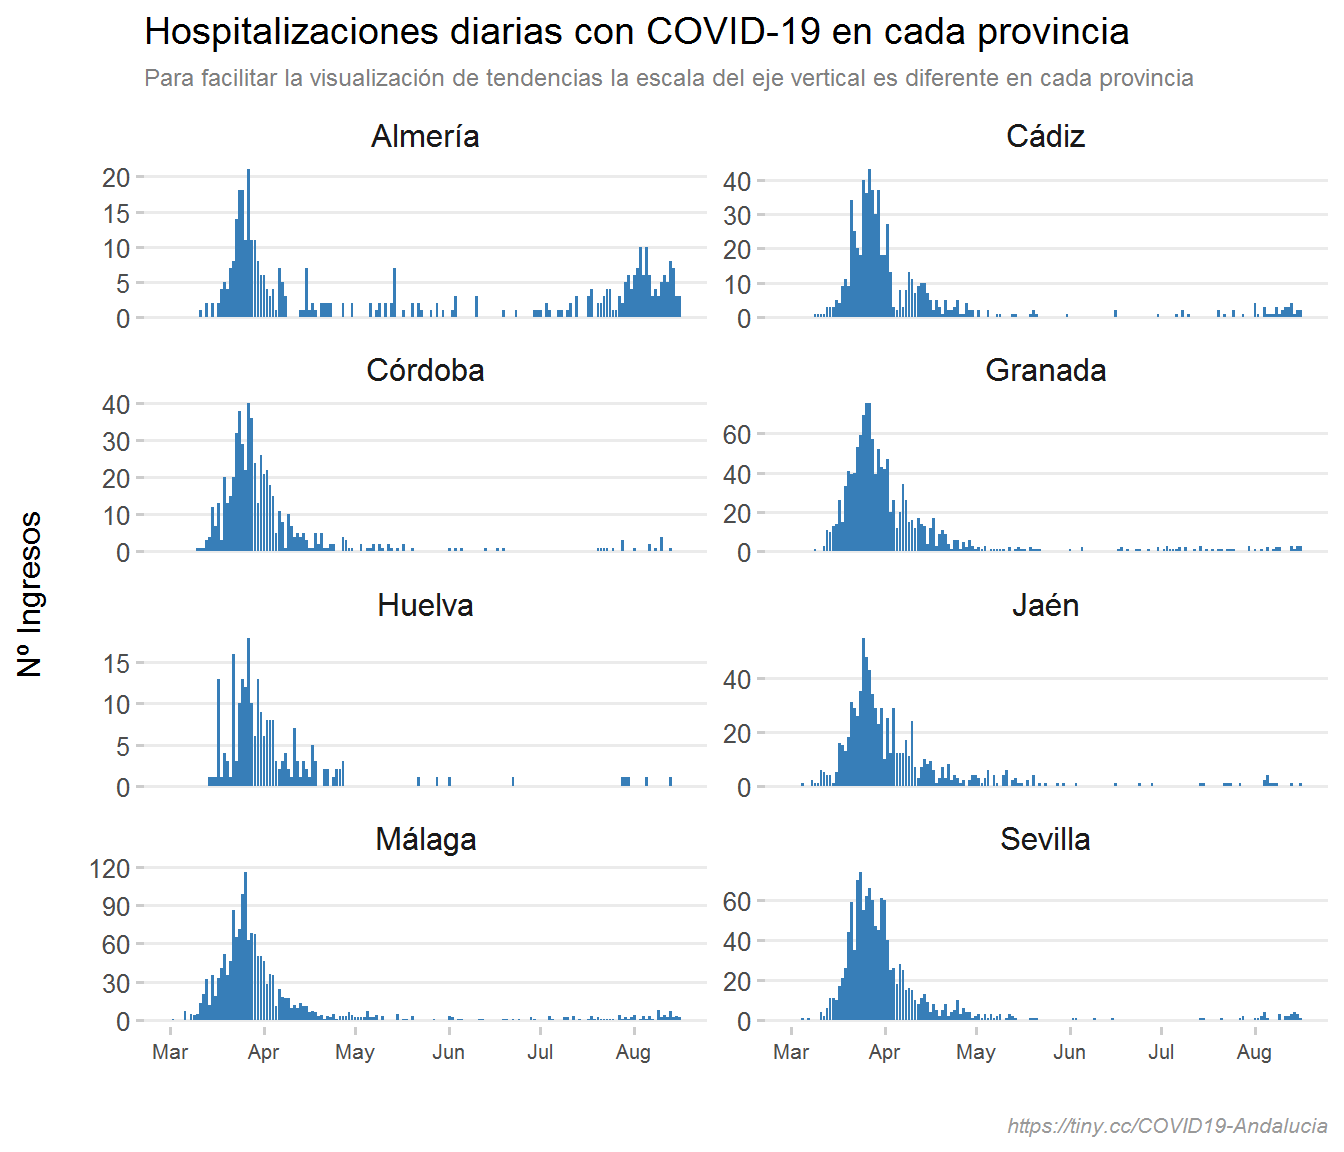 Hospitalizaciones diarias con COVID-19 en cada provincia
Para facilitar la visualización de tendencias la escala del eje vertical es diferente en cada provincia
Nº Ingresos
Almería
20
15
10
5
0
Cádiz
40
30
20
10
0
Córdoba
40
30
20
10
0
Granada
60
40
20
0
Huelva
15
10
5
0
Jaén
40
20
0
Málaga
120
90
60
30
0
Mar Apr May Jun Jul Aug
Sevilla
60
40
20
0
Mar Apr May Jun Jul Aug
https://tiny.cc/COVID19-Andalucia